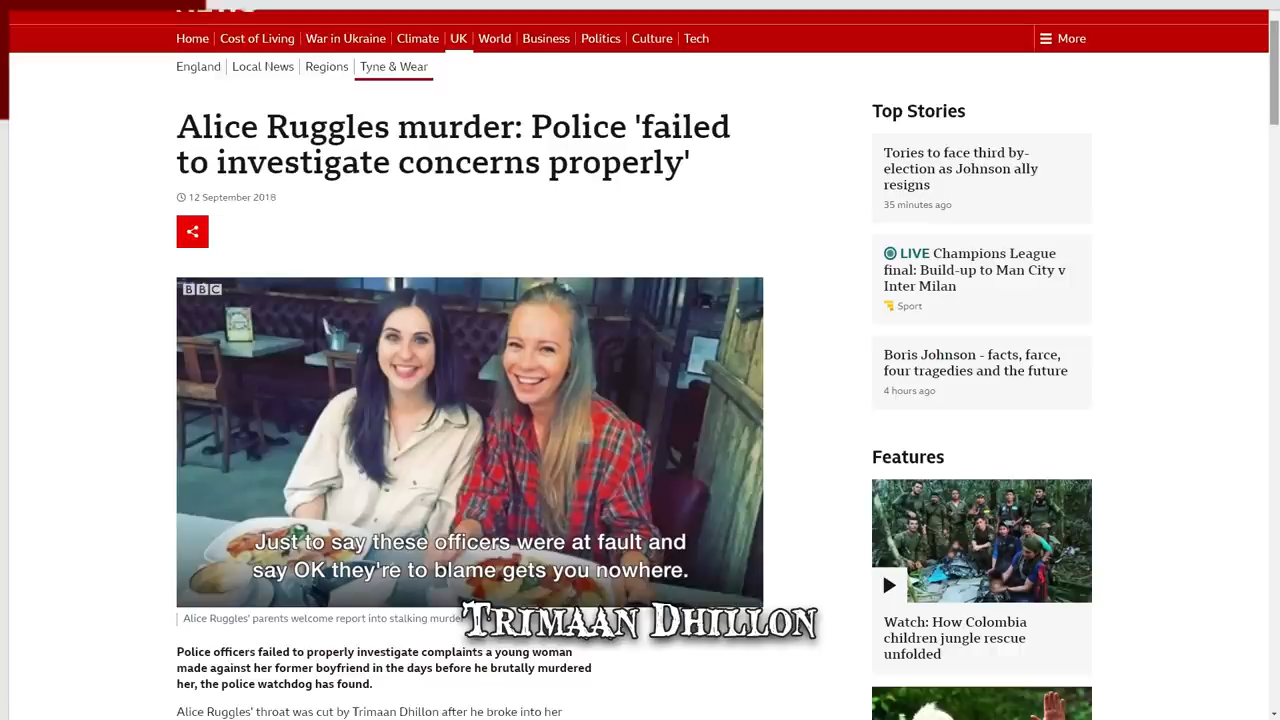 Home
Cost of Living
War in Ukraine
Climate
UK
World
Business
Politics
Culture
Tech
More
England
Local News
Regions
Tyne & Wear
Alice Ruggles murder: Police 'failed
to investigate concerns properly'
12 September 2018
BBC
Just to say these officers were at fault and
say OK they're to blame gets you nowhere.
Alice Ruggles' parents welcome report into stalking
TRIMAAN DHILLON
Police officers failed to properly investigate complaints a young woman
made against her former boyfriend in the days before he brutally murdered
her, the police watchdog has found.
Alice Ruggles' throat was cut by Trimaan Dhillon after he broke into her
Top Stories
Tories to face third by-
election as Johnson ally
resigns
35 minutes ago
LIVE Champions League
final: Build-up to Man City v
Inter Milan
Sport
Boris Johnson - facts, farce,
four tragedies and the future
4 hours ago
Features
Watch: How Colombia
children jungle rescue
unfolded